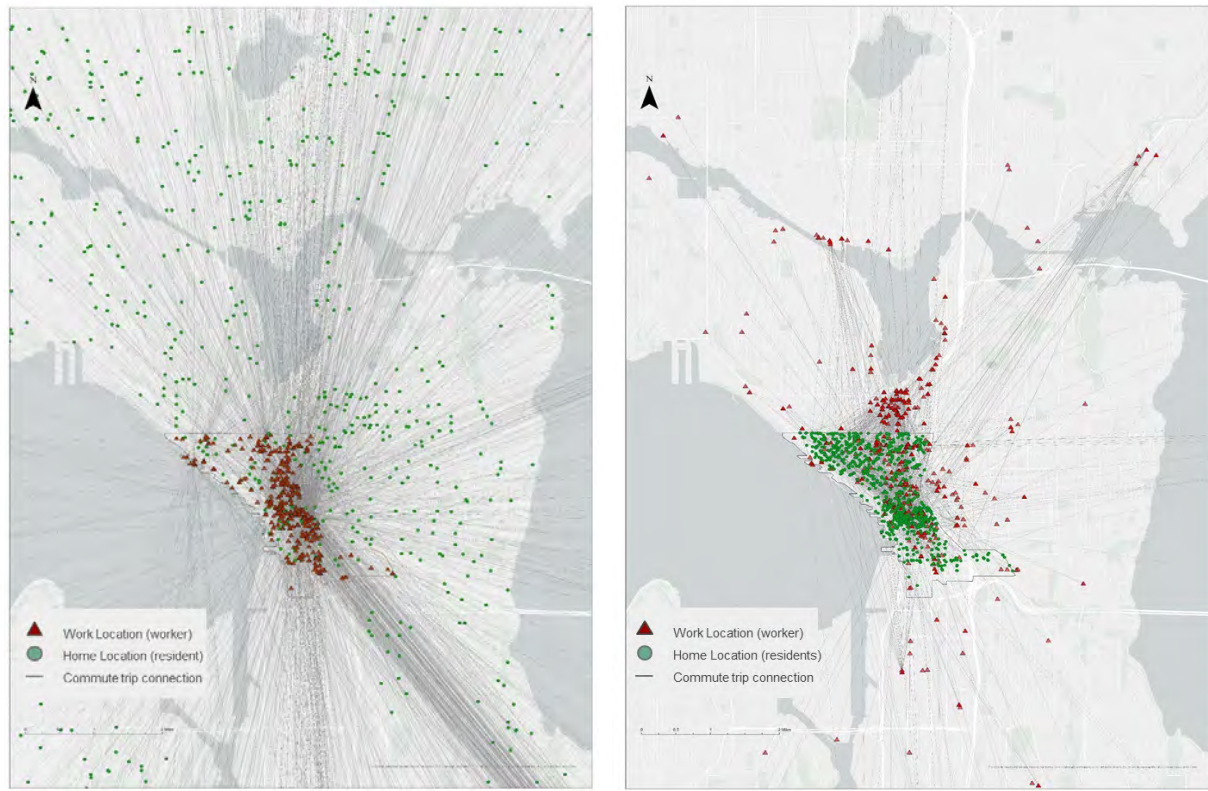 N
Work Location (worker)
Home Location (resident)
Commute trip connection
N
Work Location (worker)
Home Location (residents)
Commute trip connection